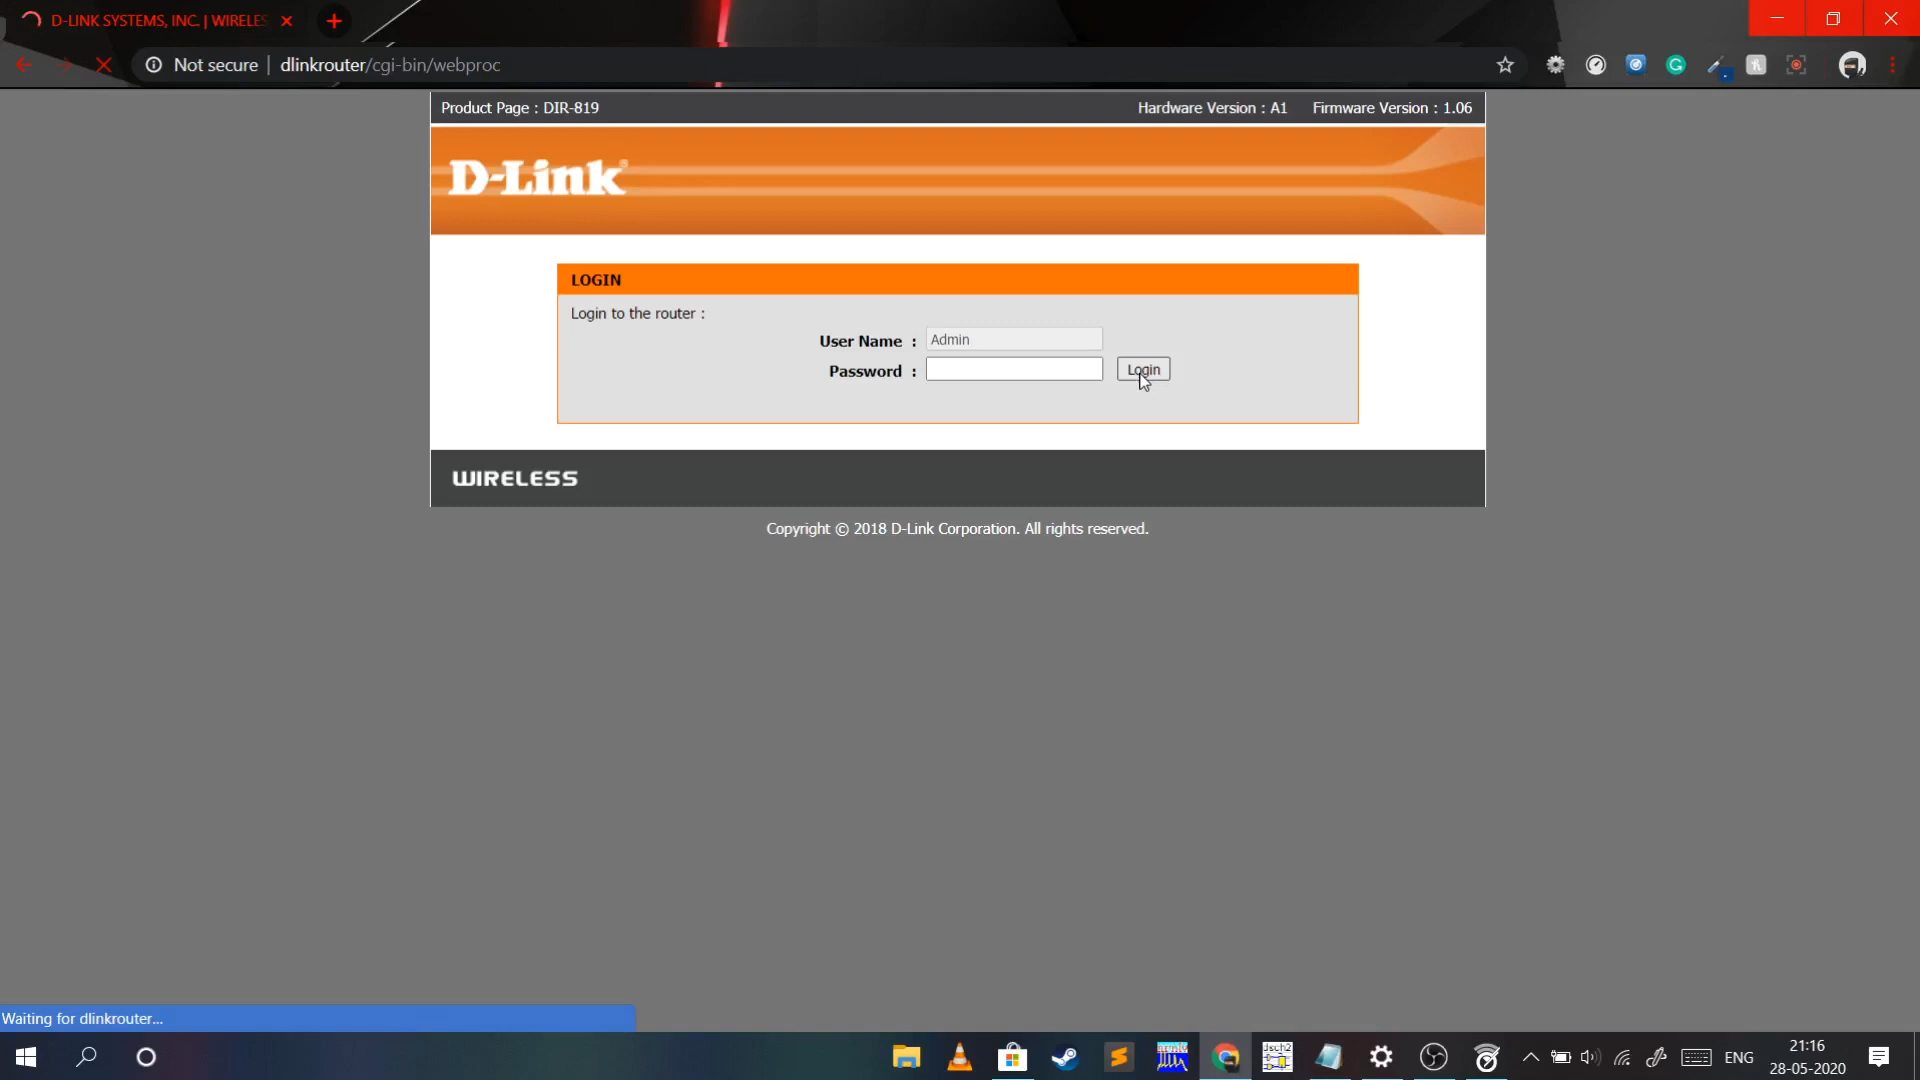 D-LINK SYSTEMS, INC. | WIRELES
Not secure | dlinkrouter/cgi-bin/webproc
Product Page : DIR-819 Hardware Version : A1 Firmware Version : 1.06
D-Link
LOGIN
Login to the router :
User Name : Admin
Password : Login
WIRELESS
Copyright © 2018 D-Link Corporation. All rights reserved.
Waiting for dlinkrouter...
dsch2
ENG
21:16
28-05-2020